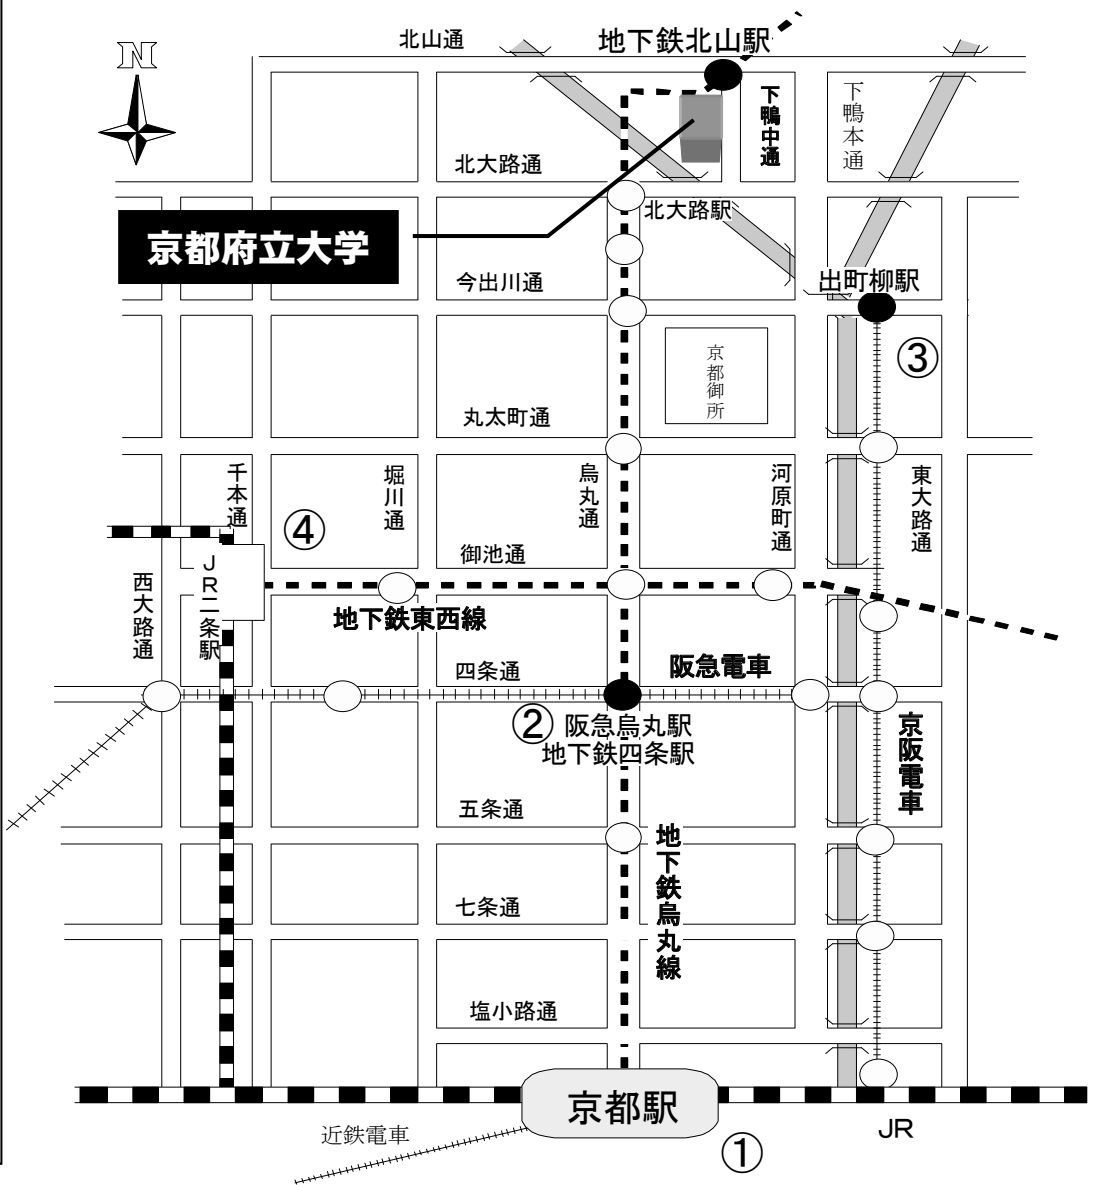 北山通
地下鉄北山駅
N
下鴨中通
下鴨本通
北大路通
北大路駅
京都府立大学
今出川通
出町柳駅
③
京都御所
丸太町通
千本通
堀川通
烏丸通
河原町通
東大路通
④
御池通
JR二条駅
西大路通
地下鉄東西線
四条通
阪急電車
②
阪急烏丸駅
地下鉄四条駅
京阪電車
五条通
地下鉄烏丸線
七条通
塩小路通
京都駅
近鉄電車
JR
①